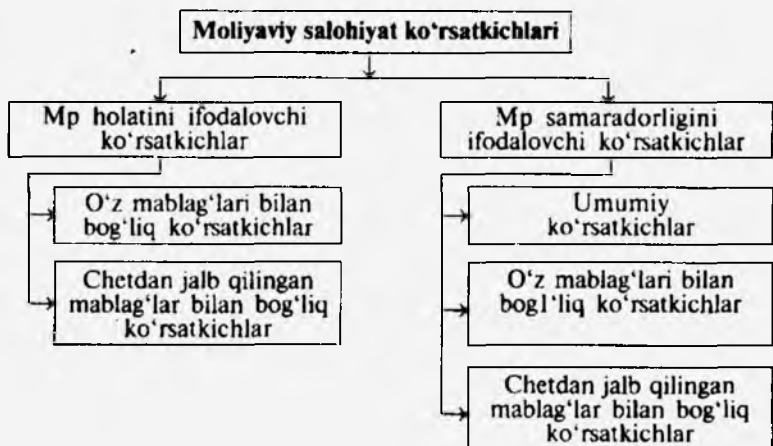 Moliyaviy salohiyat ko‘rsatkichlari
Mp holatini ifodalovchi
ko‘rsatkichlar
O‘z mablag‘lari bilan
bog‘liq ko‘rsatkichlar
Chetdan jalb qilingan
mablag‘lar bilan bog‘liq
ko‘rsatkichlar
Mp samaradorligini
ifodalovchi ko‘rsatkichlar
Umumiy
ko‘rsatkichlar
O‘z mablag‘lari bilan
bog1‘liq ko‘rsatkichlar
Chetdan jalb qilingan
mablag‘lar bilan bog‘liq
ko‘rsatkichlar